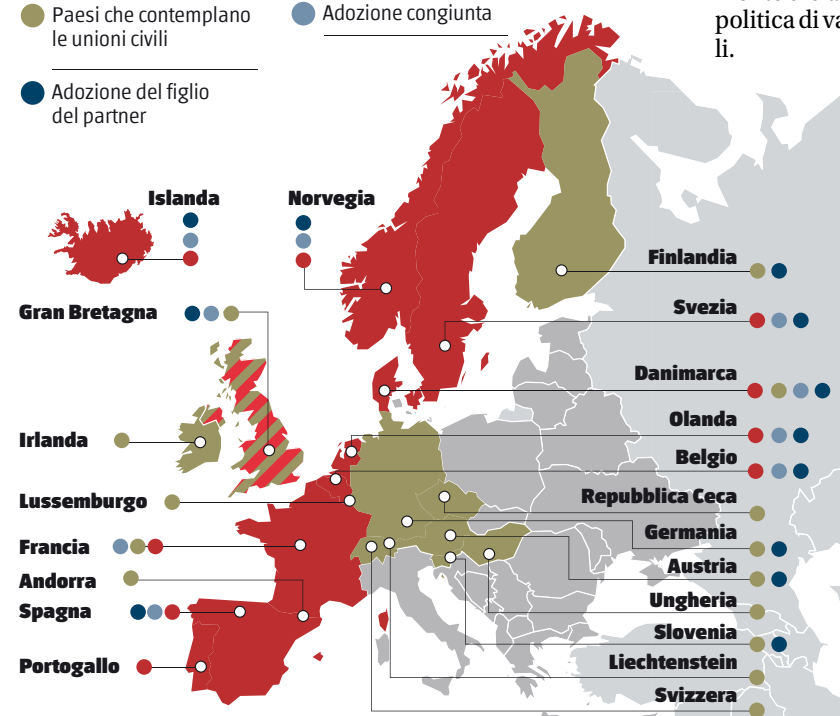 Paesi che contemplano
le unioni civili
Adozione congiunta
politica di va
li.
Adozione del figlio
del partner
Islanda
Norvegia
Gran Bretagna
Irlanda
Lussemburgo
Francia
Andorra
Spagna
Portogallo
Finlandia
Svezia
Danimarca
Olanda
Belgio
Repubblica Ceca
Germania
Austria
Ungheria
Slovenia
Liechtenstein
Svizzera